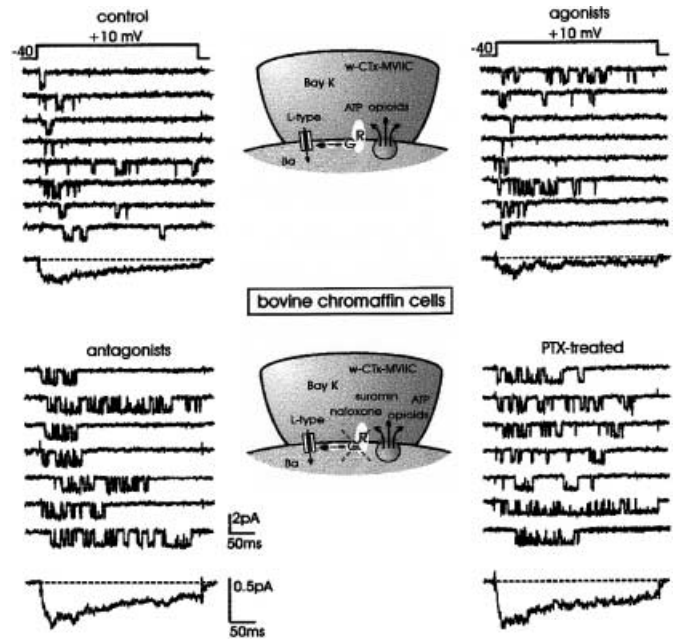 control
+10 mV
-40
agonists
+10 mV
-40
w-CTx-MVIIC
Bay K
ATP opioids
L-type
R
G
Ba
bovine chromaffin cells
antagonists
PTX-treated
w-CTx-MVIIC
Bay K
suramin
ATP
naloxone
opioids
L-type
R
G
Ba
2pA
50ms
0.5pA
50ms